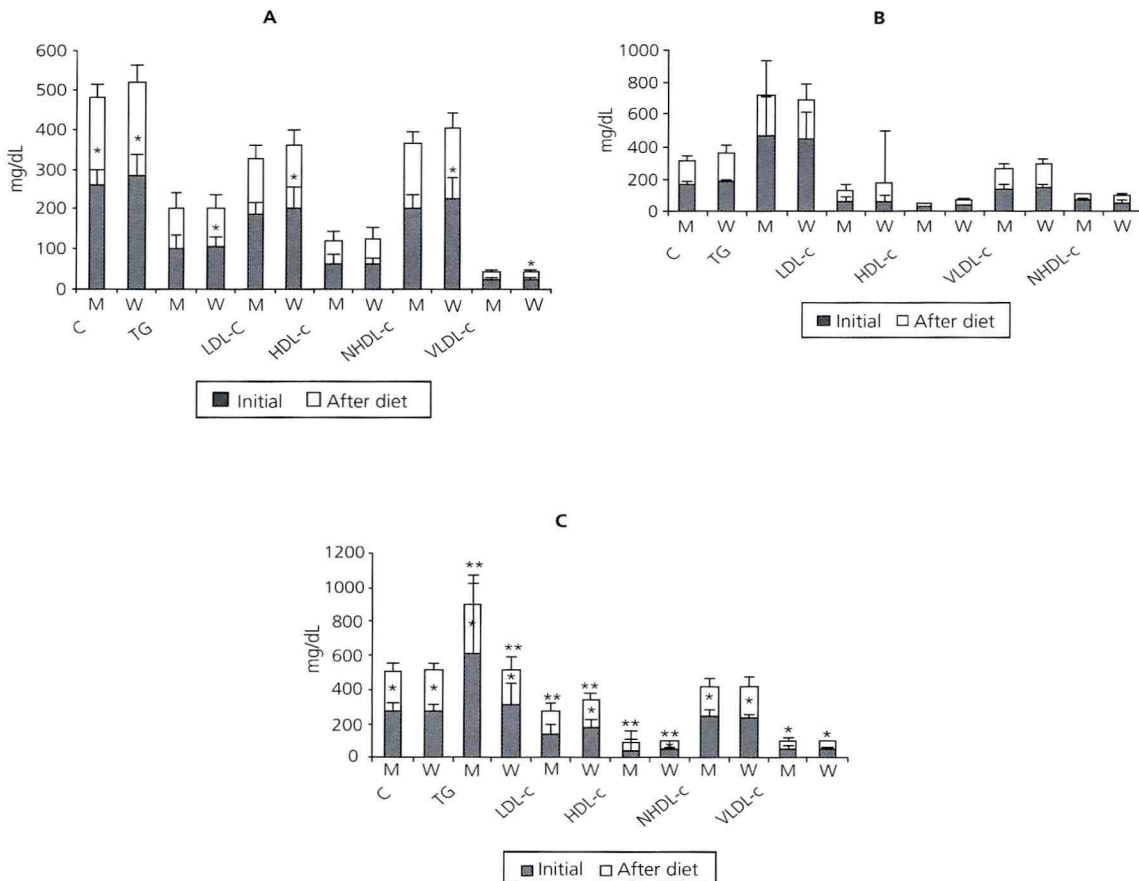 A
600
500
400
300
200
100
0
mg/dL
* * * * * *
M W M W M W M W M W M W
C TG LDL-C HDL-c NHDL-c VLDL-c
Initial After diet
B
1000
800
600
400
200
0
mg/dL
M W M W M W M W M W M W
C TG LDL-c HDL-c VLDL-c NHDL-c
Initial After diet
C
1200
1000
800
600
400
200
0
mg/dL
** ** ** ** ** **
* * * * * * * * * *
M W M W M W M W M W M W
C TG LDL-c HDL-c NHDL-c VLDL-c
Initial After diet